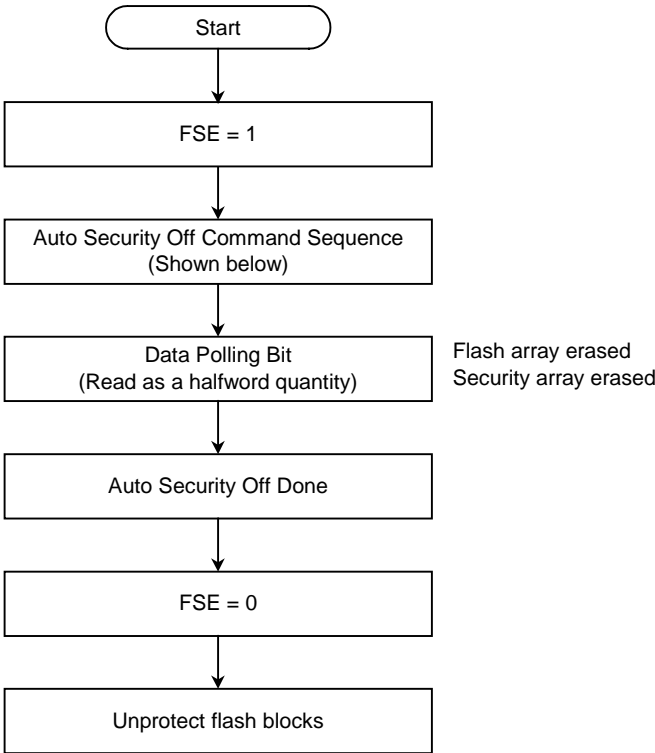 Start
FSE = 1
Auto Security Off Command Sequence
(Shown below)
Data Polling Bit
(Read as a halfword quantity)
Flash array erased
Security array erased
Auto Security Off Done
FSE = 0
Unprotect flash blocks